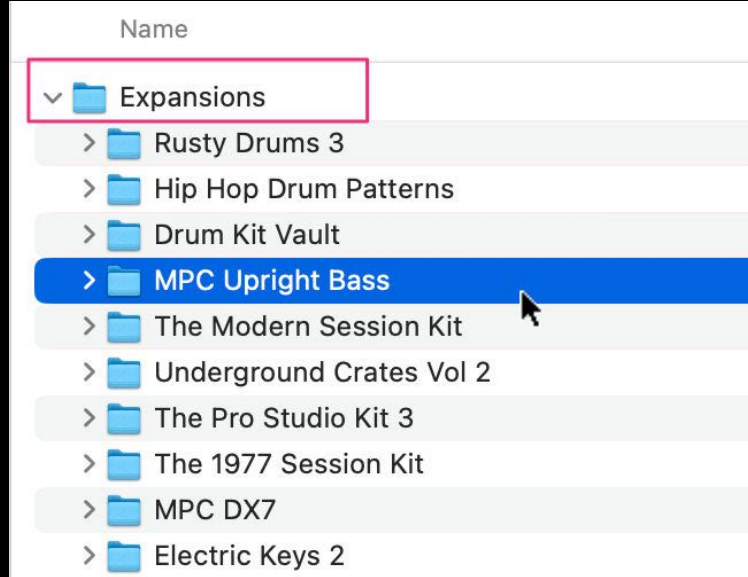 Name
Expansions
Rusty Drums 3
Hip Hop Drum Patterns
Drum Kit Vault
MPC Upright Bass
The Modern Session Kit
Underground Crates Vol 2
The Pro Studio Kit 3
The 1977 Session Kit
MPC DX7
Electric Keys 2